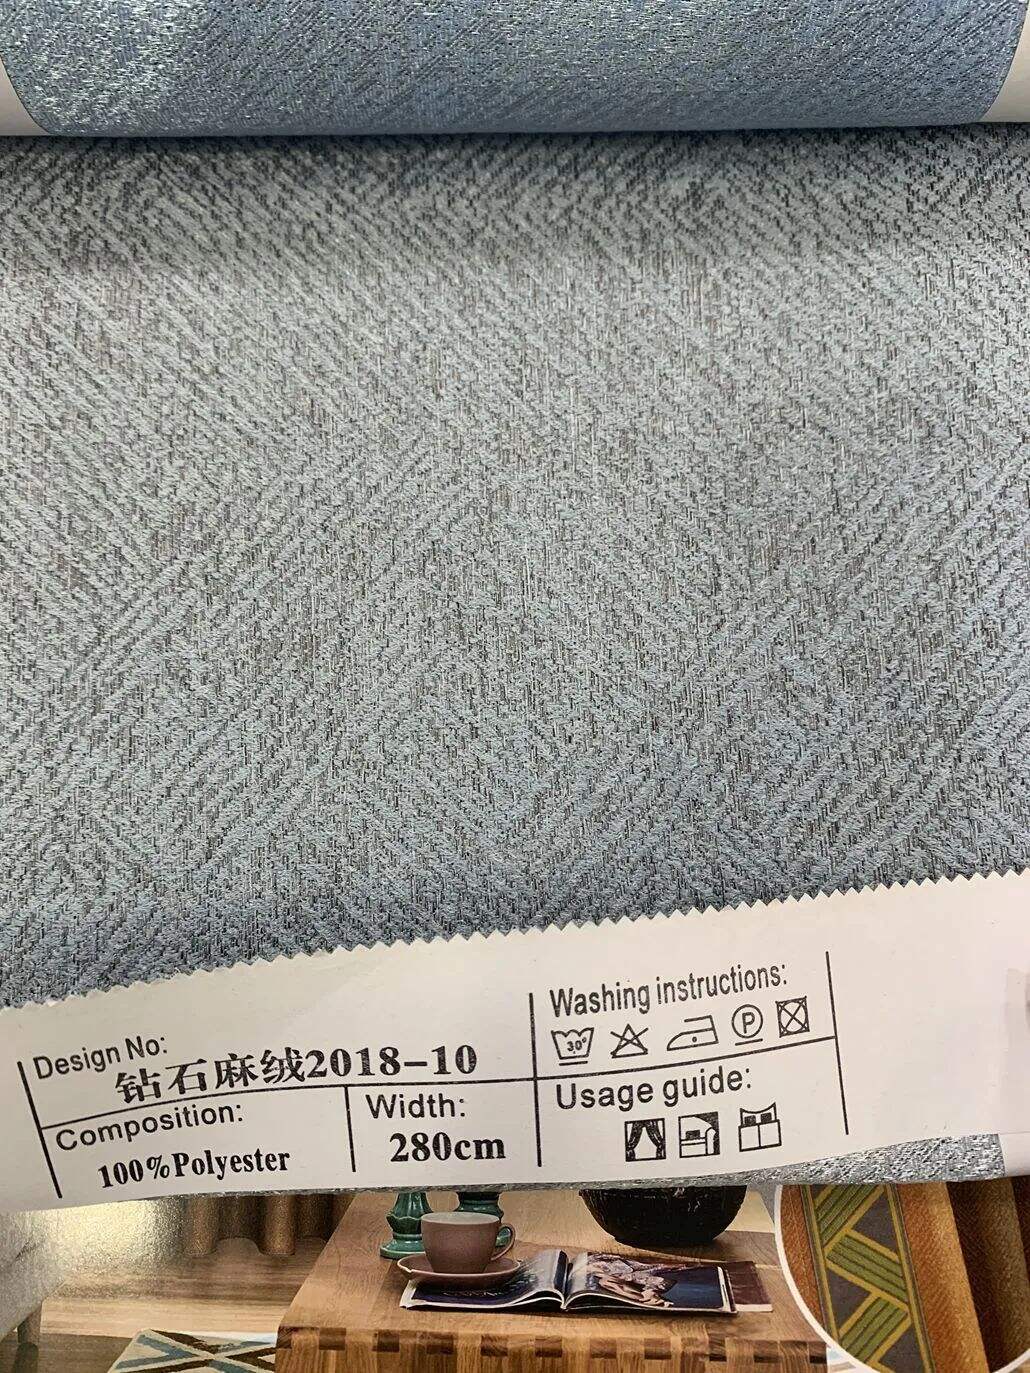 Design No:
钻石麻绒2018-10
Composition:
100%Polyester
Width:
280cm
Washing instructions:
30°
P
Usage guide: